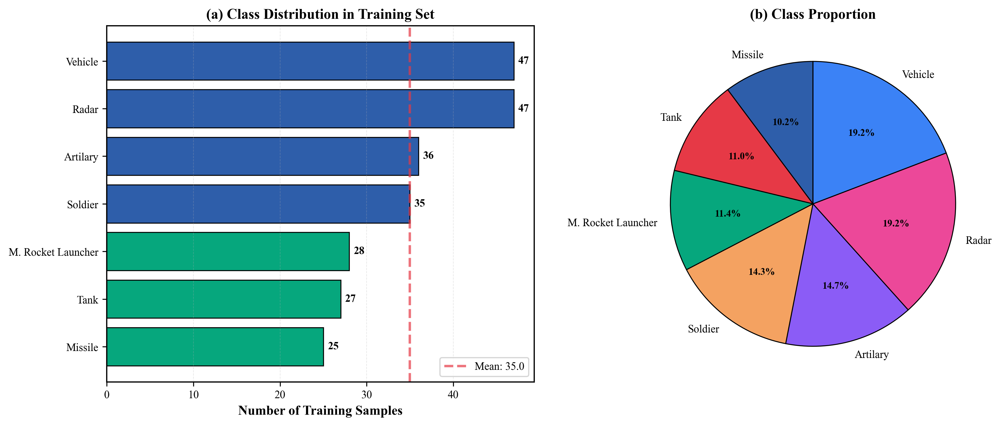 (a) Class Distribution in Training Set
Vehicle
47
Radar
47
Artilary
36
Soldier
35
M. Rocket Launcher
28
Tank
27
Missile
25
Mean: 35.0
0
10
20
30
40
Number of Training Samples
(b) Class Proportion
Missile
10.2%
Vehicle
19.2%
Tank
11.0%
M. Rocket Launcher
11.4%
Radar
19.2%
Soldier
14.3%
Artilary
14.7%